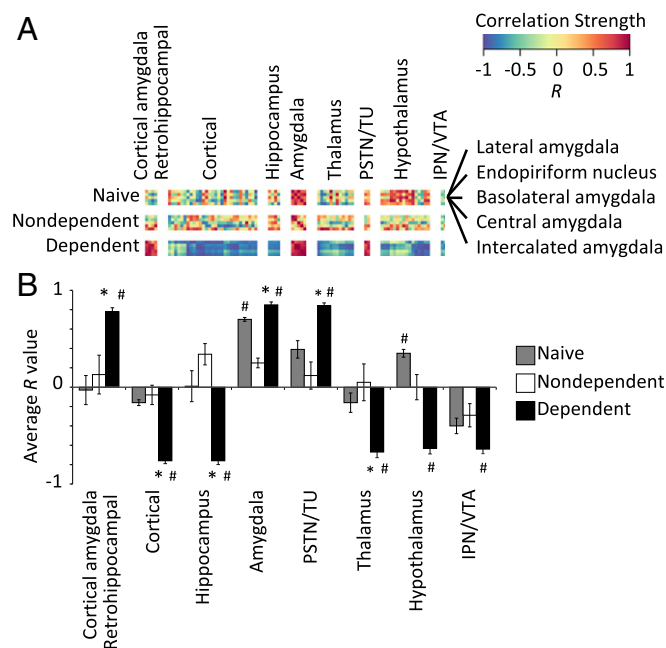 A
Correlation Strength
-1 -0.5 0 0.5 1
R
Cortical amygdala
Retrohippocampal
Cortical
Hippocampus
Amygdala
Thalamus
PSTN/TU
Hypothalamus
IPN/VTA
Lateral amygdala
Endopiriform nucleus
Basolateral amygdala
Central amygdala
Intercalated amygdala
Naive
Nondependent
Dependent
B
1
0
-1
Average R value
* #
* #
* #
#
* #
* #
* #
#
#
#
0
Naive
Nondependent
Dependent
Cortical amygdala
Retrohippocampal
Cortical
Hippocampus
Amygdala
PSTN/TU
Thalamus
Hypothalamus
IPN/VTA